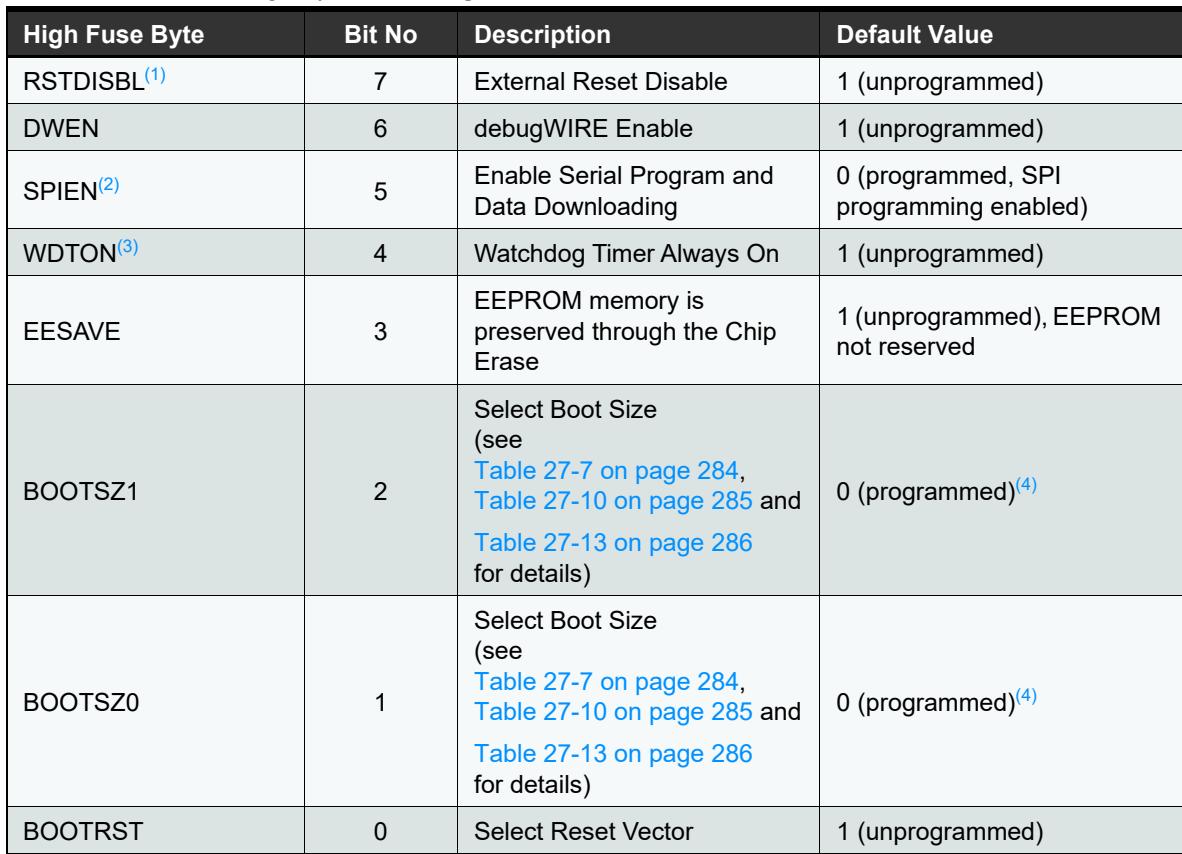 High Fuse Byte Bit No Description Default Value
RSTDISBL(1) 7 External Reset Disable 1 (unprogrammed)
DWEN 6 debugWIRE Enable 1 (unprogrammed)
SPIEN(2) 5 Enable Serial Program and
Data Downloading
0 (programmed, SPI
programming enabled)
WDTON(3) 4 Watchdog Timer Always On 1 (unprogrammed)
EESAVE 3 EEPROM memory is
preserved through the Chip
Erase
1 (unprogrammed), EEPROM
not reserved
BOOTSZ1 2 Select Boot Size
(see
Table 27-7 on page 284,
Table 27-10 on page 285 and
Table 27-13 on page 286
for details)
0 (programmed)(4)
BOOTSZ0 1 Select Boot Size
(see
Table 27-7 on page 284,
Table 27-10 on page 285 and
Table 27-13 on page 286
for details)
0 (programmed)(4)
BOOTRST 0 Select Reset Vector 1 (unprogrammed)